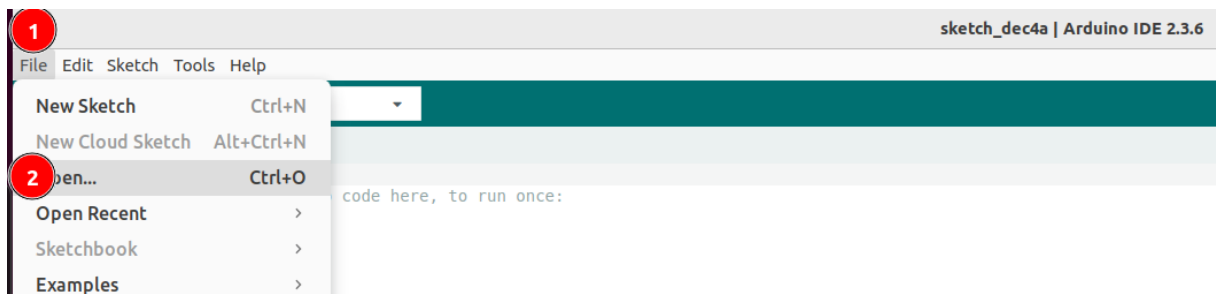 1
sketch_dec4a | Arduino IDE 2.3.6
File Edit Sketch Tools Help
New Sketch Ctrl+N
New Cloud Sketch Alt+Ctrl+N
2 pen... Ctrl+O
code here, to run once:
Open Recent >
Sketchbook >
Examples >